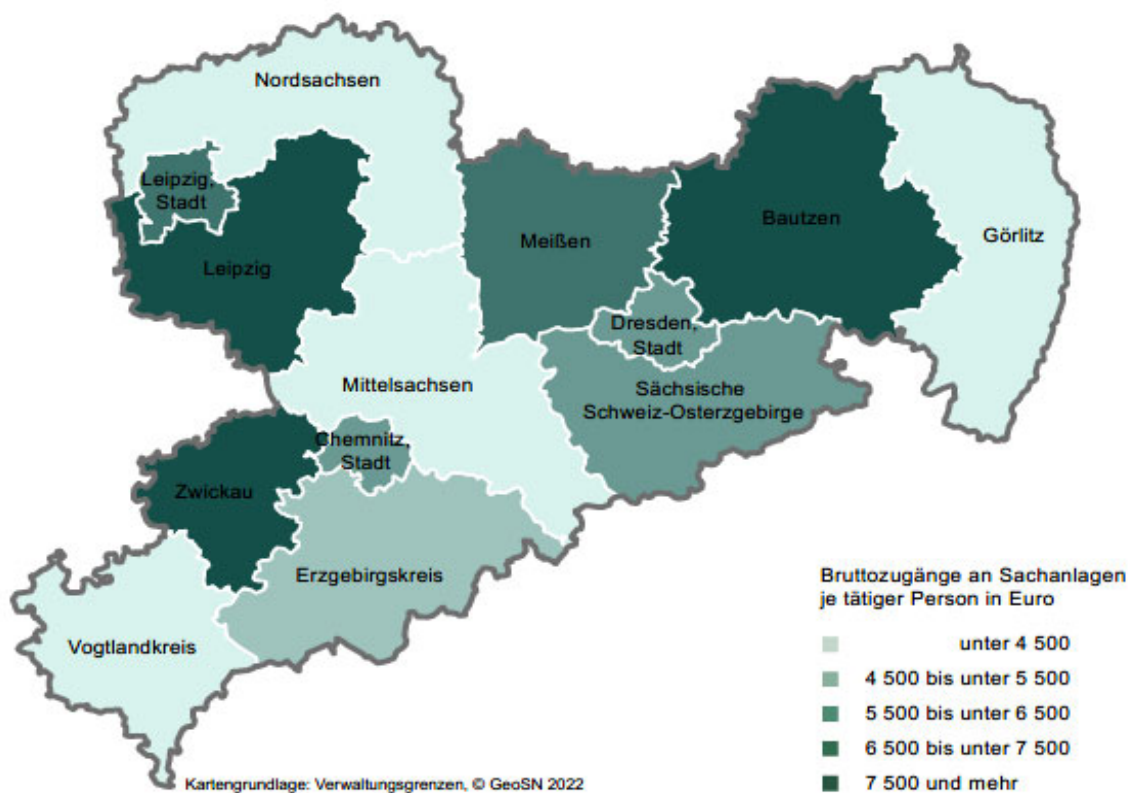 Nordsachsen
Leipzig,
Stadt
Leipzig
Meißen
Bautzen
Görlitz
Dresden,
Stadt
Mittelsachsen
Sächsische
Schweiz-Osterzgebirge
Chemnitz,
Stadt
Zwickau
Erzgebirgskreis
Vogtlandkreis
Bruttozugänge an Sachanlagen
je tätiger Person in Euro
unter 4 500
4 500 bis unter 5 500
5 500 bis unter 6 500
6 500 bis unter 7 500
7 500 und mehr
Kartengrundlage: Verwaltungsgrenzen, © GeoSN 2022